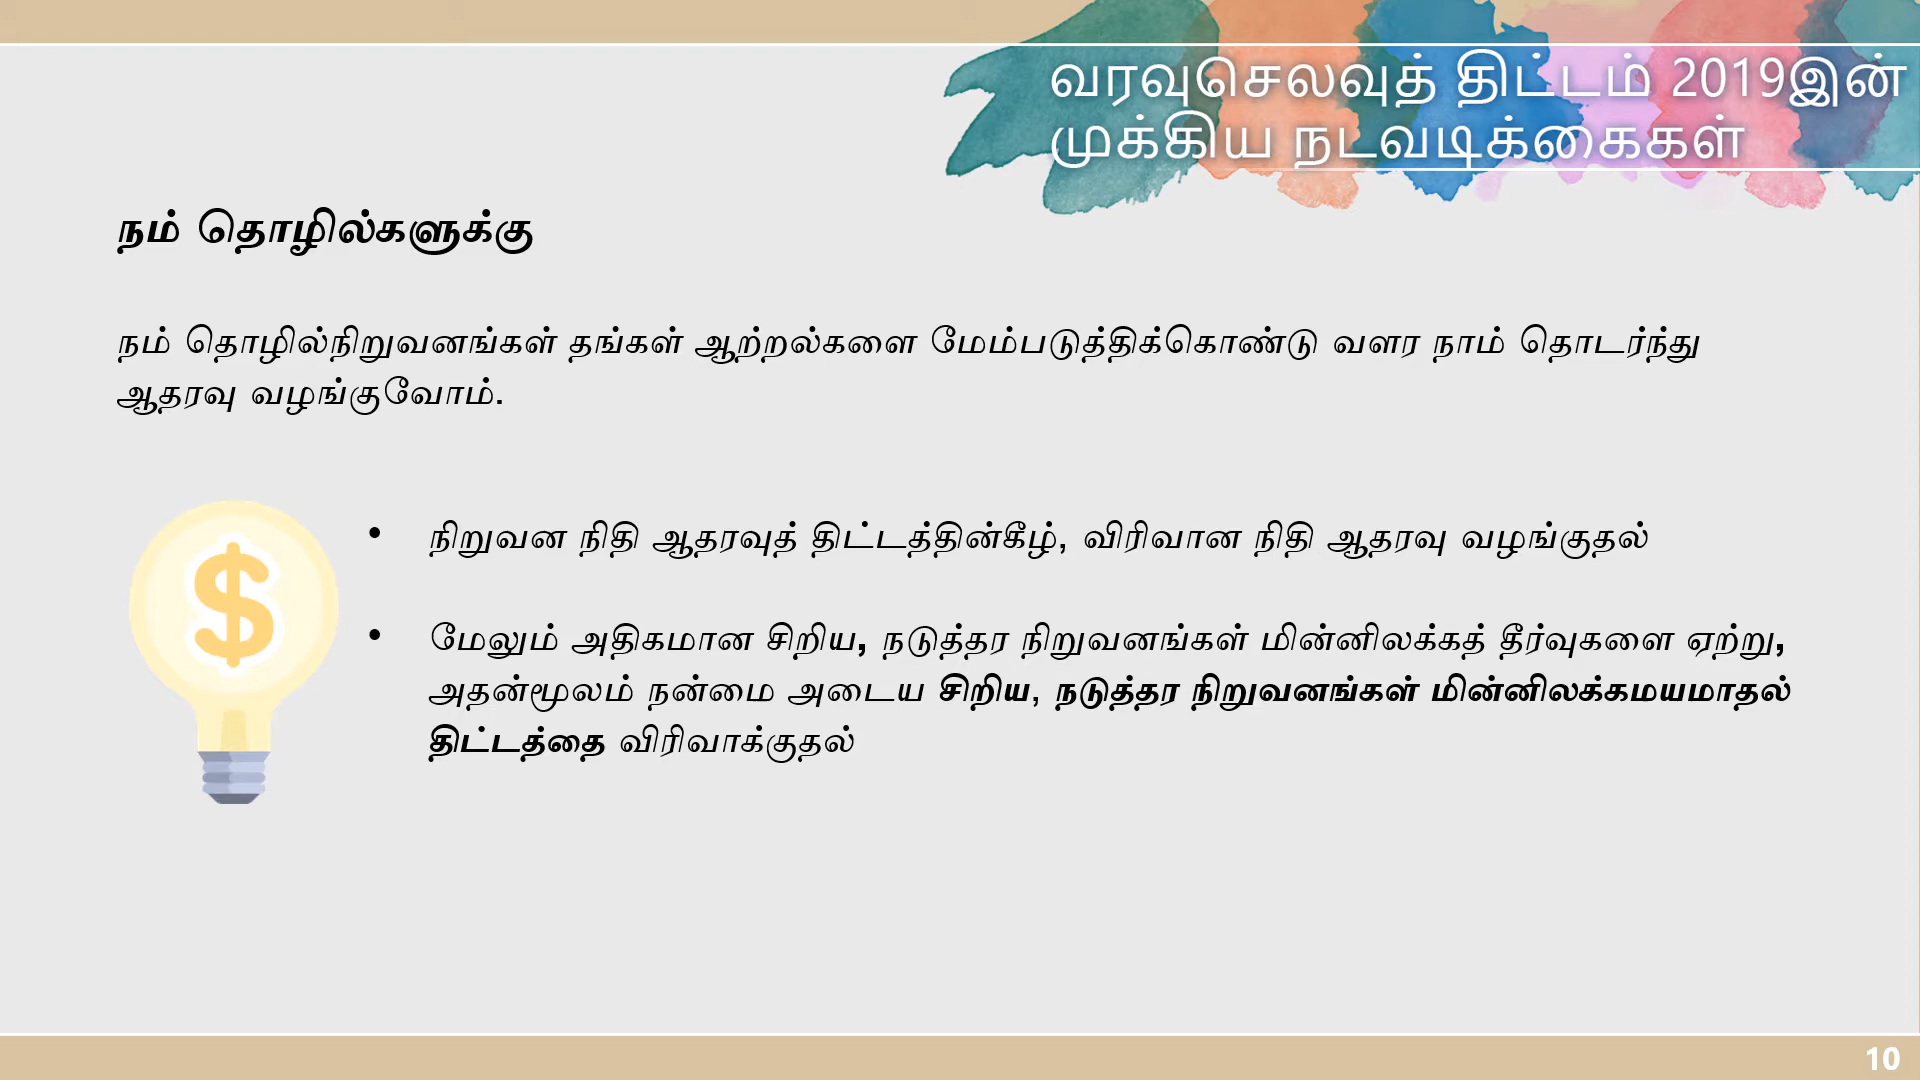 வரவுசெலவுத் திட்டம் 2019இன்
முக்கிய நடவடிக்கைகள்
நம் தொழில்களுக்கு
நம் தொழில்நிறுவனங்கள் தங்கள் ஆற்றல்களை மேம்படுத்திக்கொண்டு வளர நாம் தொடர்ந்து
ஆதரவு வழங்குவோம்.
$
• நிறுவன நிதி ஆதரவுத் திட்டத்தின்கீழ், விரிவான நிதி ஆதரவு வழங்குதல்
• மேலும் அதிகமான சிறிய, நடுத்தர நிறுவனங்கள் மின்னிலக்கத் தீர்வுகளை ஏற்று,
அதன்மூலம் நன்மை அடைய சிறிய, நடுத்தர நிறுவனங்கள் மின்னிலக்கமயமாதல்
திட்டத்தை விரிவாக்குதல்
10